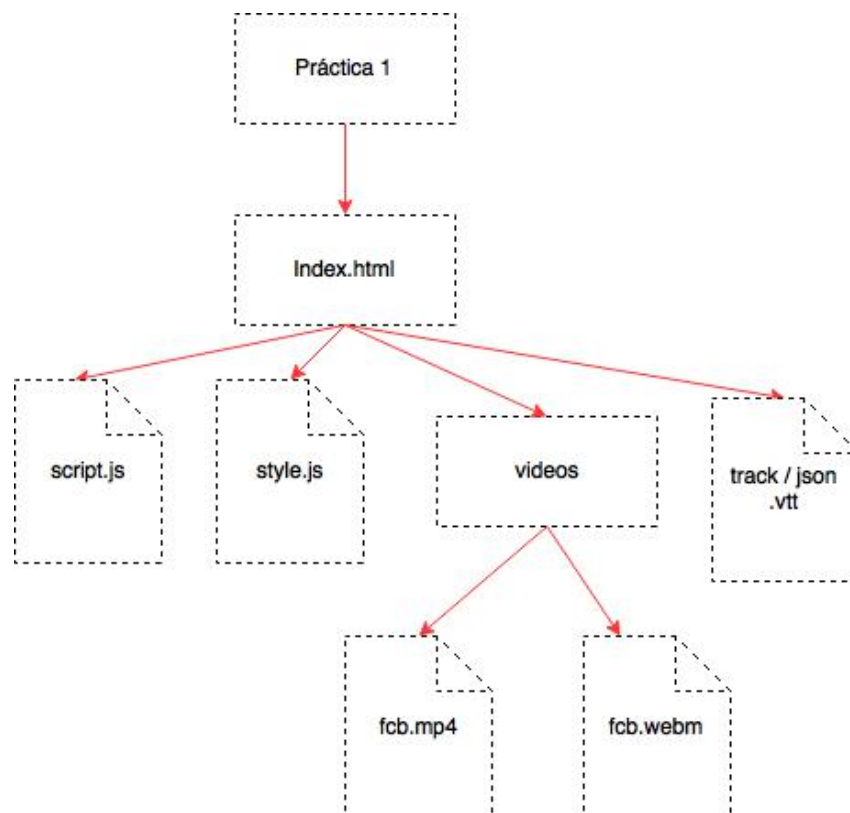 Práctica 1
Index.html
script.js
style.js
videos
track / json
.vtt
fcb.mp4
fcb.webm